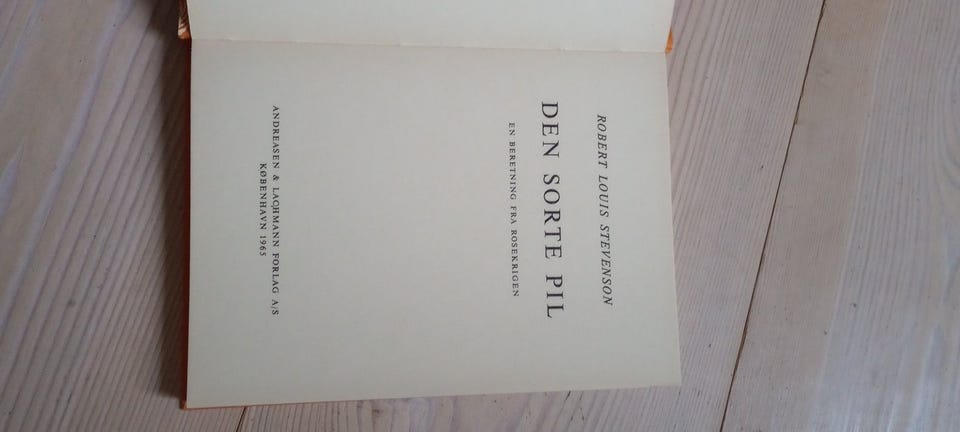 ROBERT LOUIS STEVENSON
DEN SORTE PIL
EN BERETNING FRA ROSEKRIGEN
ANDREASEN & LACHMANN FORLAG A/S
KØBENHAVN 1965